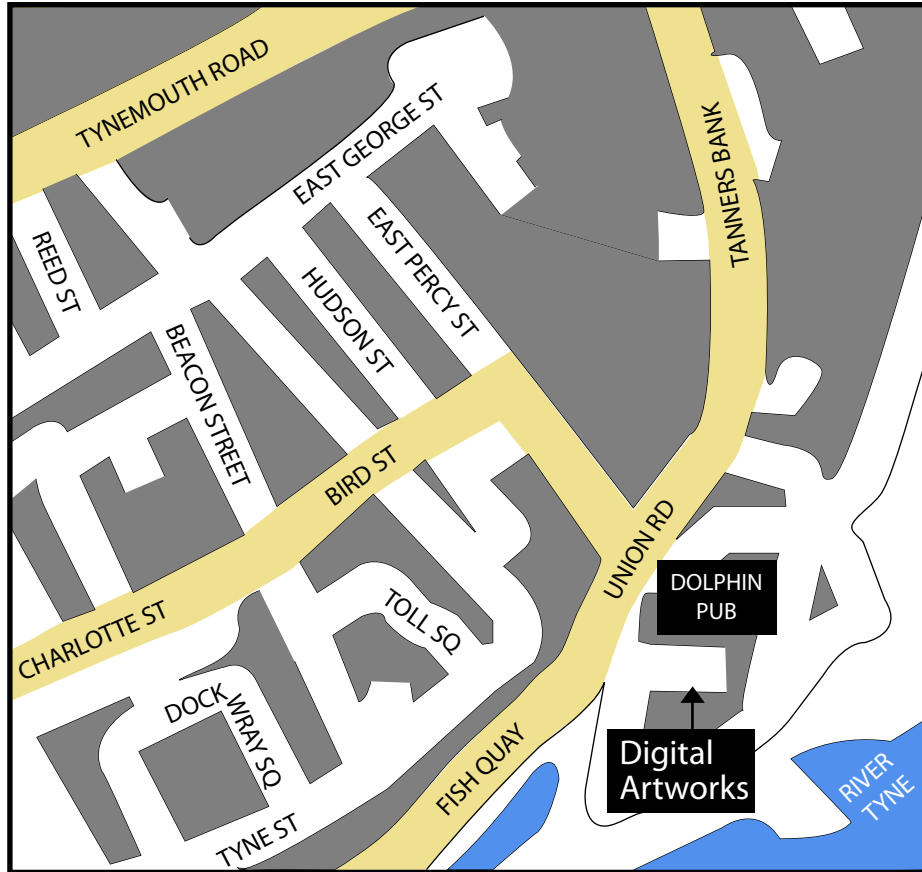 TYNEMOUTH ROAD
EAST GEORGE ST
TANNERS BANK
REED ST
EAST PERCY ST
HUDSON ST
BEACON STREET
BIRD ST
UNION RD
DOLPHIN
PUB
CHARLOTTE ST
TOLL SQ
DOCK
WRAY SQ
Digital
Artworks
FISH QUAY
RIVER
TYNE
TYNE ST